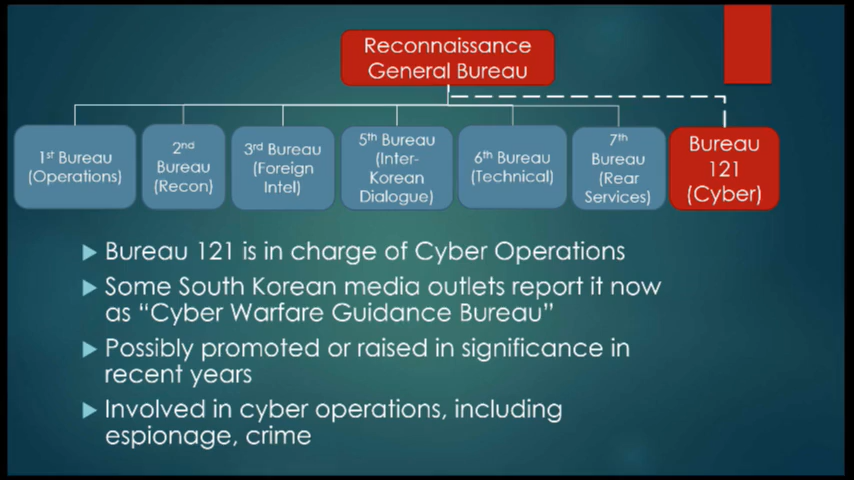 Reconnaissance
General Bureau
1st Bureau
(Operations)
2nd
Bureau
(Recon)
3rd Bureau
(Foreign
Intel)
5th Bureau
(Inter-
Korean
Dialogue)
6th Bureau
(Technical)
7th
Bureau
(Rear
Services)
Bureau
121
(Cyber)
Bureau 121 is in charge of Cyber Operations
Some South Korean media outlets report it now
as “Cyber Warfare Guidance Bureau”
Possibly promoted or raised in significance in
recent years
Involved in cyber operations, including
espionage, crime